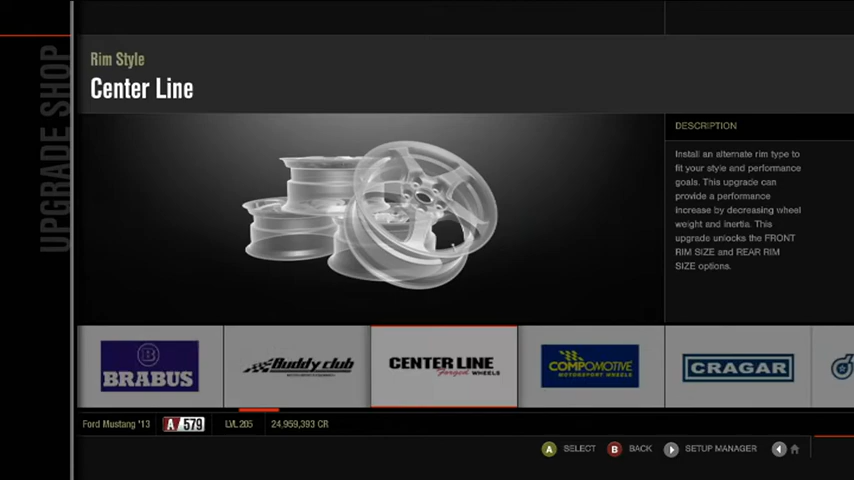 UPGRADE SHOP
Rim Style
Center Line
DESCRIPTION
Install an alternate rim type to
fit your style and performance
goals. This upgrade can
provide a performance
increase by decreasing wheel
weight and inertia. This
upgrade unlocks the FRONT
RIM SIZE and REAR RIM
SIZE options.
B
BRABUS
Buddy club
CENTER LINE
Forged WHEELS
COMPOMOTIVE
MOTORSPORT WHEELS
CRAGAR
Ford Mustang '13 A 579 LVL 205 24,959,393 CR
A SELECT B BACK SETUP MANAGER